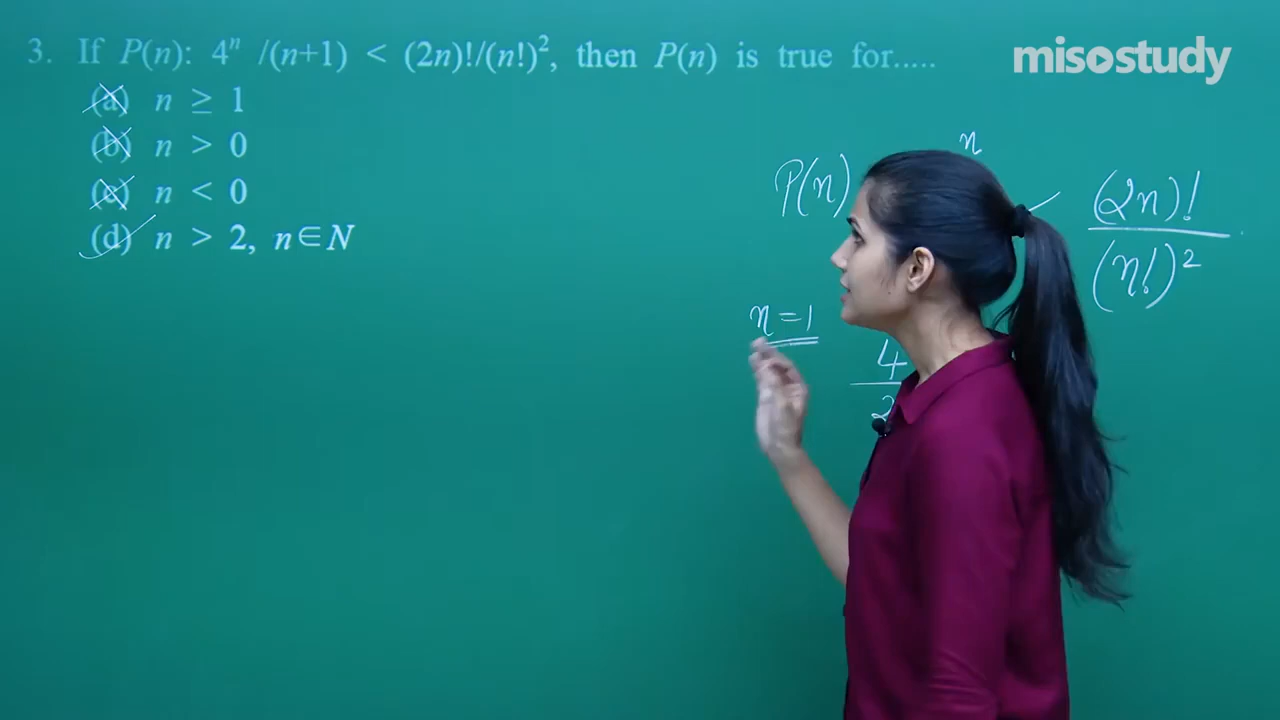 3. If P(n): 4ⁿ /(n+1) < (2n)!/(n!)², then P(n) is true for.....
misostudy
(a) n ≥ 1
(b) n > 0
(c) n < 0
(d) n > 2, n∈N
P(n) n (2n)!
(n!)²
n=1
4
2